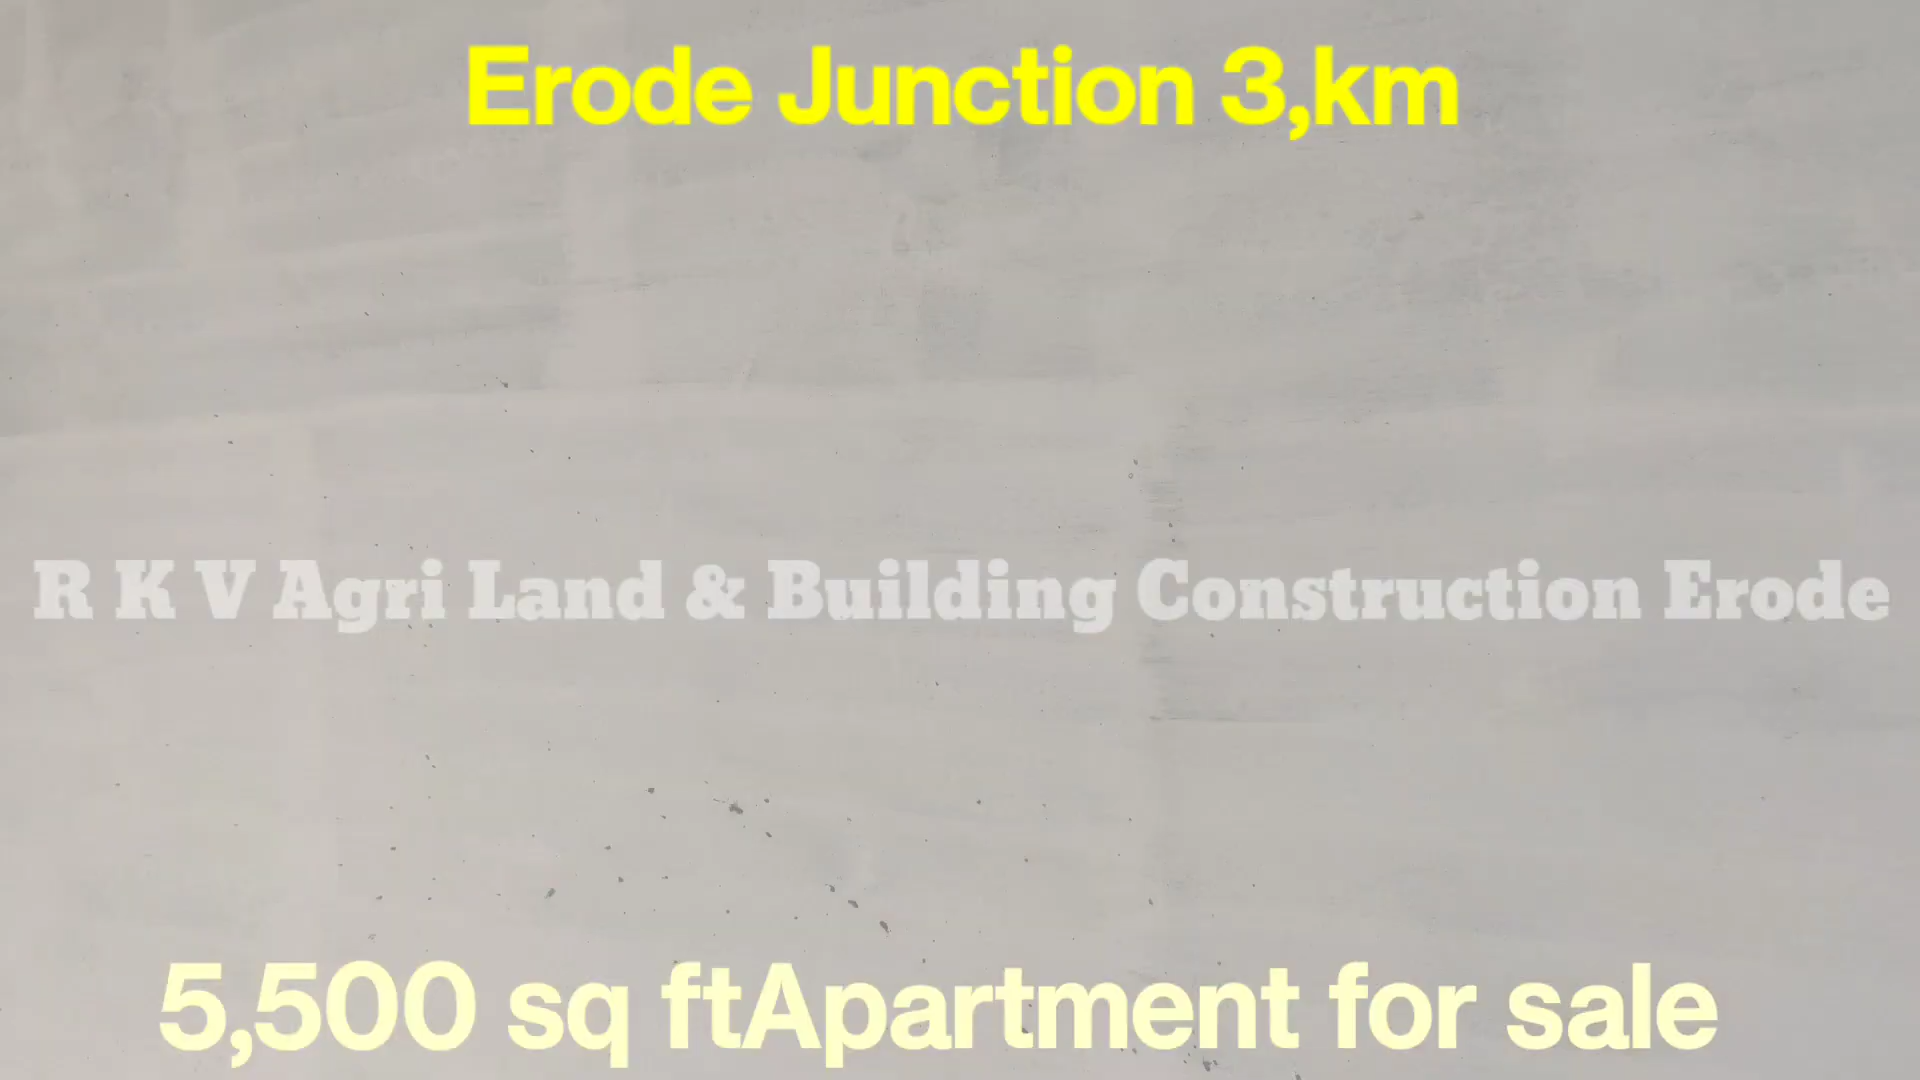 Erode Junction 3,km
R K V Agri Land & Building Construction Erode
5,500 sq ftApartment for sale